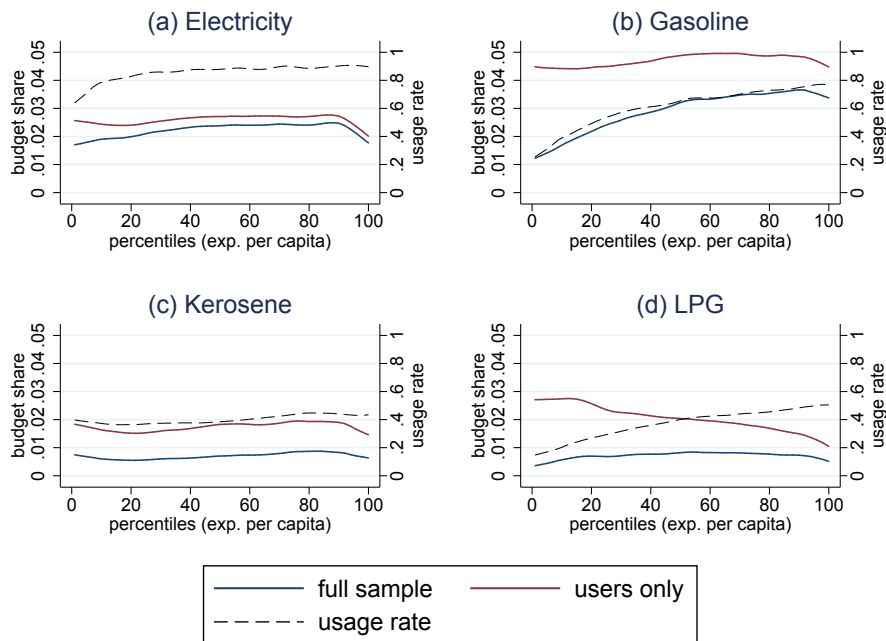 (a) Electricity
budget share
0 .01 .02 .03 .04 .05
0 .2 .4 .6 .8 1
usage rate
0 20 40 60 80 100
percentiles (exp. per capita)
(b) Gasoline
budget share
0 .01 .02 .03 .04 .05
0 .2 .4 .6 .8 1
usage rate
0 20 40 60 80 100
percentiles (exp. per capita)
(c) Kerosene
budget share
0 .01 .02 .03 .04 .05
0 .2 .4 .6 .8 1
usage rate
0 20 40 60 80 100
percentiles (exp. per capita)
(d) LPG
budget share
0 .01 .02 .03 .04 .05
0 .2 .4 .6 .8 1
usage rate
0 20 40 60 80 100
percentiles (exp. per capita)
full sample users only
usage rate